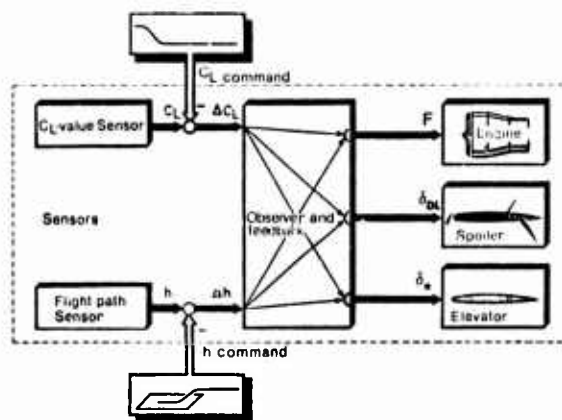 C_L command
C_L-value Sensor
C_L
-
ΔC_L
F
Engine
Sensors
Observer and
δ_DL
Spoiler
Flight path
Sensor
h
Δh
δ_e
Elevator
-
h command